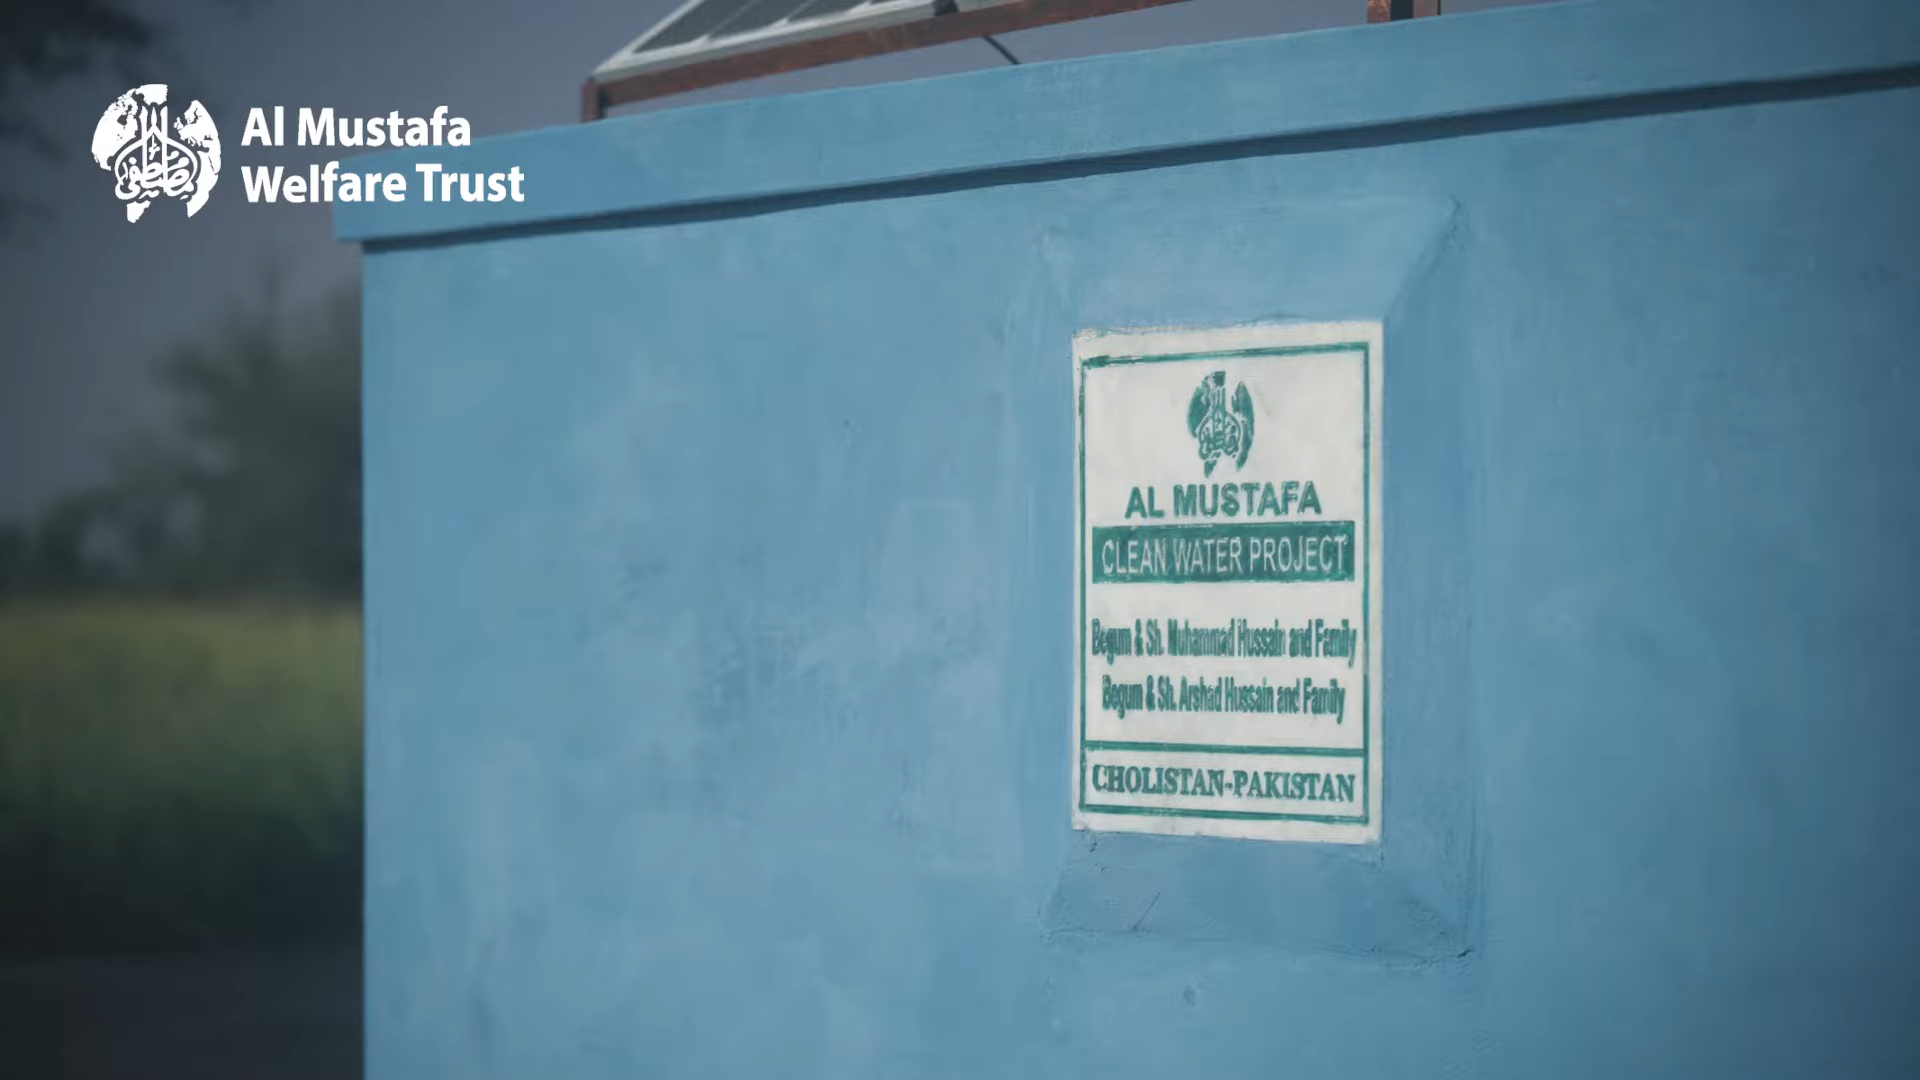 Al Mustafa
Welfare Trust
المصطفى
AL MUSTAFA
CLEAN WATER PROJECT
Begum & Sh. Muhammad Hussain and Family
Begum & Sh. Arshad Hussain and Family
CHOLISTAN-PAKISTAN